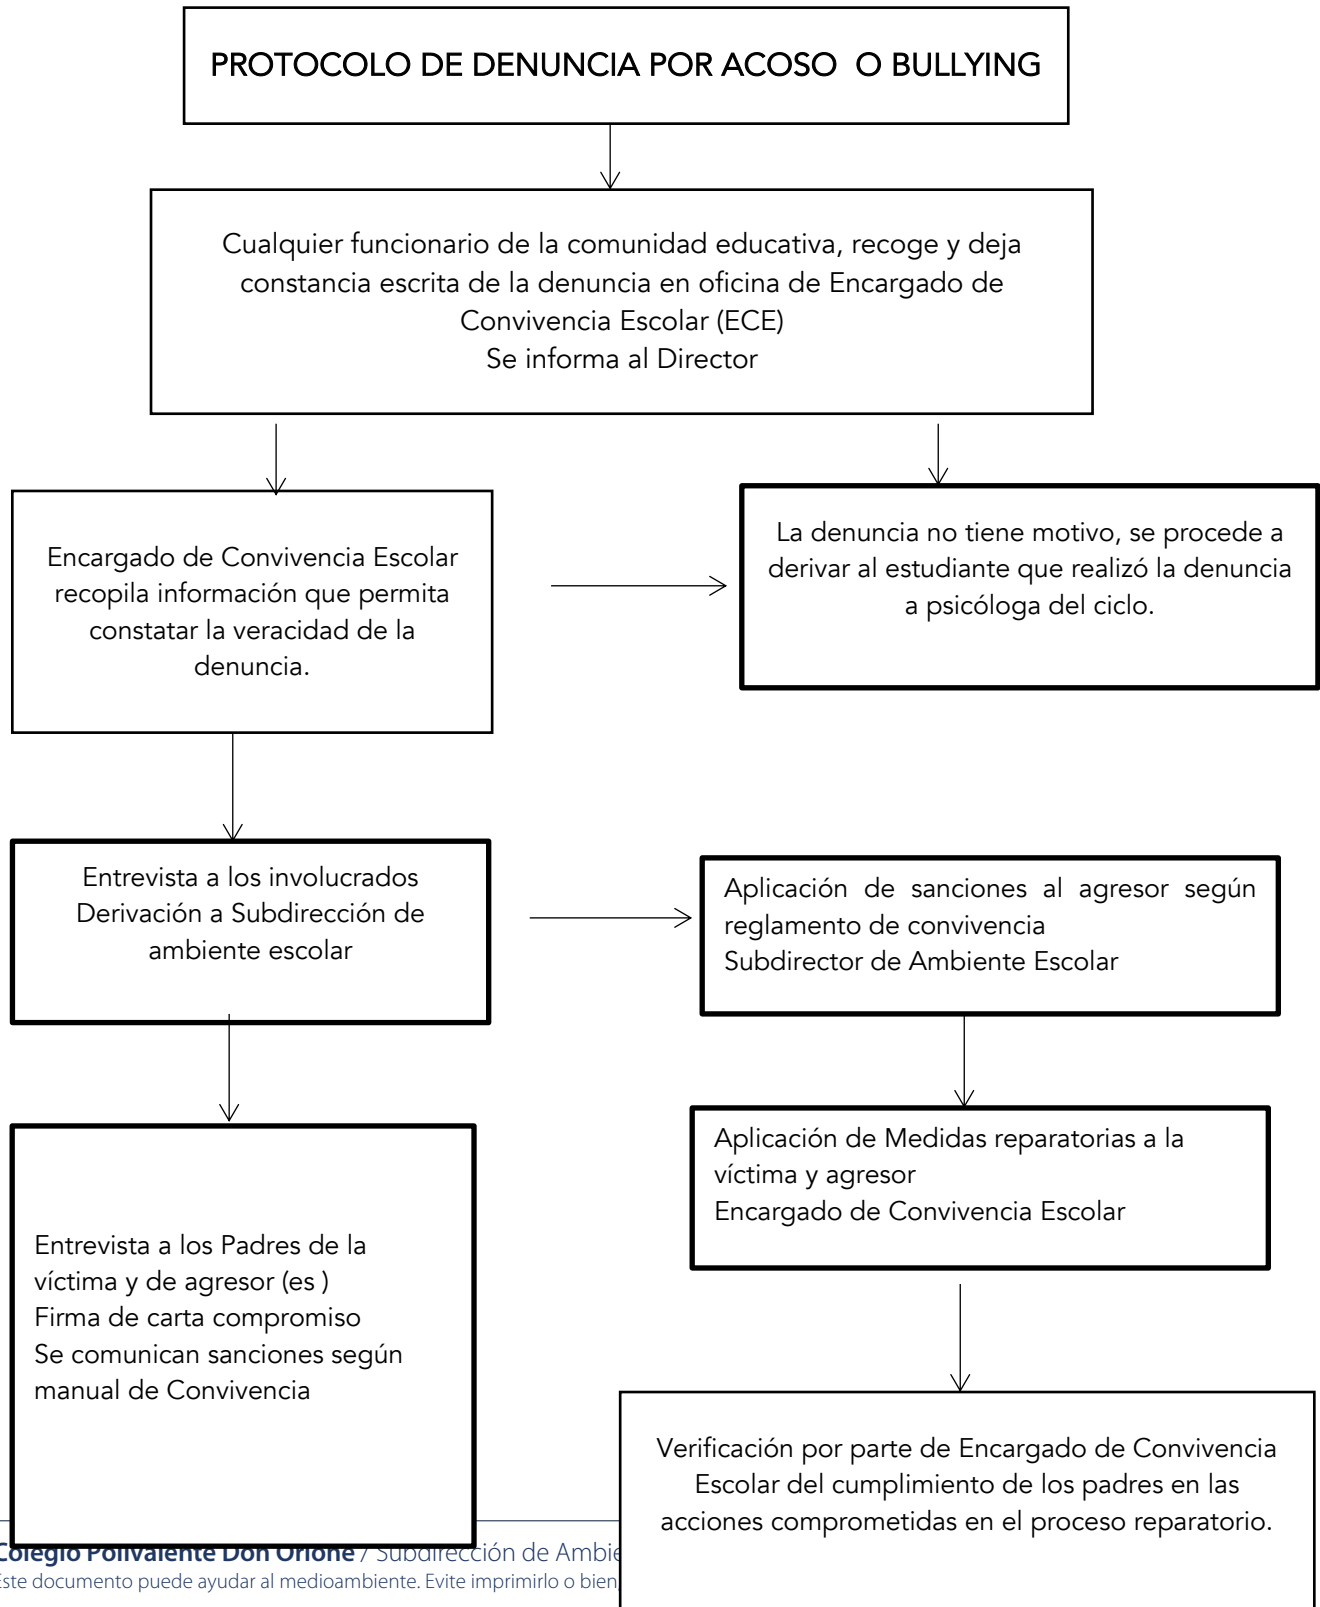 PROTOCOLO DE DENUNCIA POR ACOSO O BULLYING
Cualquier funcionario de la comunidad educativa, recoge y deja
constancia escrita de la denuncia en oficina de Encargado de
Convivencia Escolar (ECE)
Se informa al Director
Encargado de Convivencia Escolar
recopila información que permita
constatar la veracidad de la
denuncia.
La denuncia no tiene motivo, se procede a
derivar al estudiante que realizó la denuncia
a psicóloga del ciclo.
Entrevista a los involucrados
Derivación a Subdirección de
ambiente escolar
Aplicación de sanciones al agresor según
reglamento de convivencia
Subdirector de Ambiente Escolar
Aplicación de Medidas reparatorias a la
víctima y agresor
Encargado de Convivencia Escolar
Entrevista a los Padres de la
víctima y de agresor (es )
Firma de carta compromiso
Se comunican sanciones según
manual de Convivencia
Verificación por parte de Encargado de Convivencia
Escolar del cumplimiento de los padres en las
acciones comprometidas en el proceso reparatorio.
Colegio Polivalente Don Orione / Subdirección de Ambie
Este documento puede ayudar al medioambiente. Evite imprimirlo o bien,